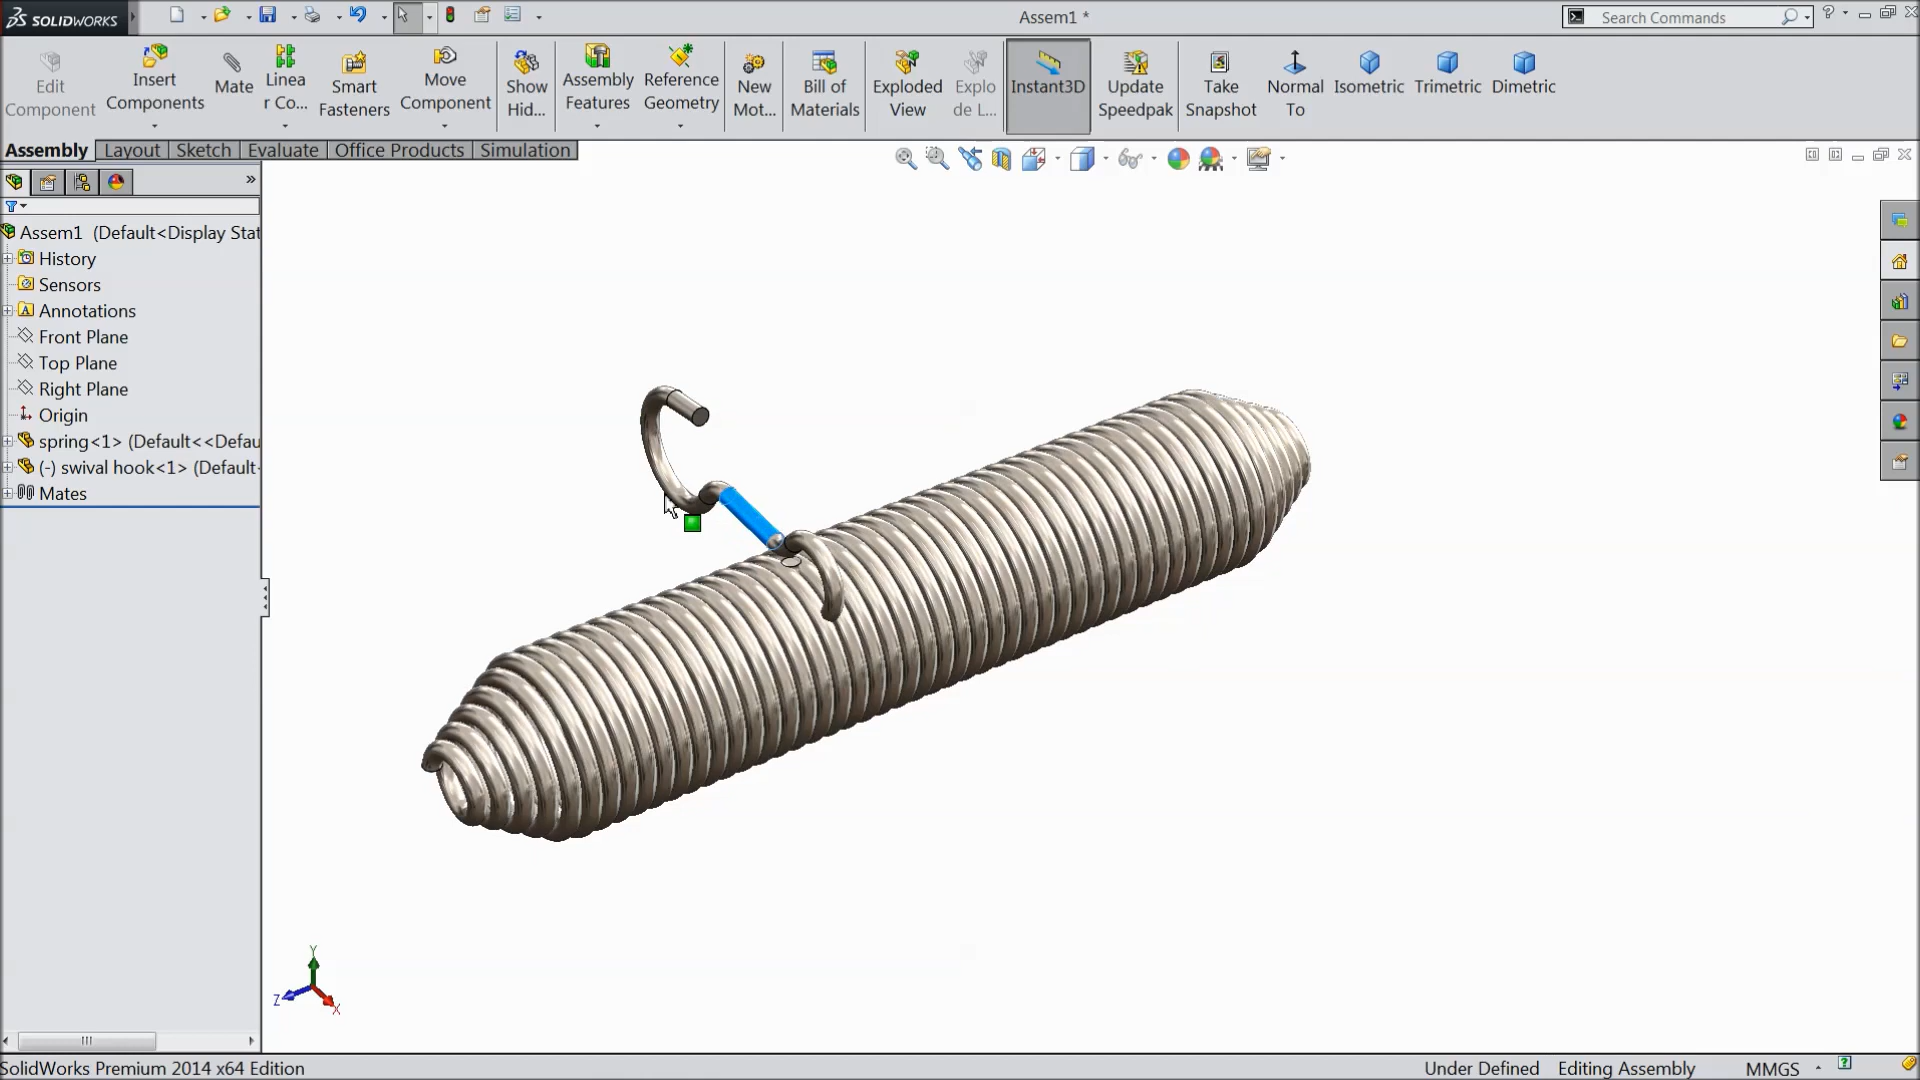 SOLIDWORKS
Assem1 *
Search Commands
Edit Component
Insert Components
Mate
Linea r Co...
Smart Fasteners
Move Component
Show Hid...
Assembly Features
Reference Geometry
New Mot...
Bill of Materials
Exploded View
Explo de L...
Instant3D
Update Speedpak
Take Snapshot
Normal To
Isometric
Trimetric
Dimetric
Assembly
Layout
Sketch
Evaluate
Office Products
Simulation
Assem1 (Default<Display Stat
History
Sensors
Annotations
Front Plane
Top Plane
Right Plane
Origin
spring<1> (Default<<Defau
(-) swival hook<1> (Default
Mates
Y
Z
X
SolidWorks Premium 2014 x64 Edition
Under Defined
Editing Assembly
MMGS